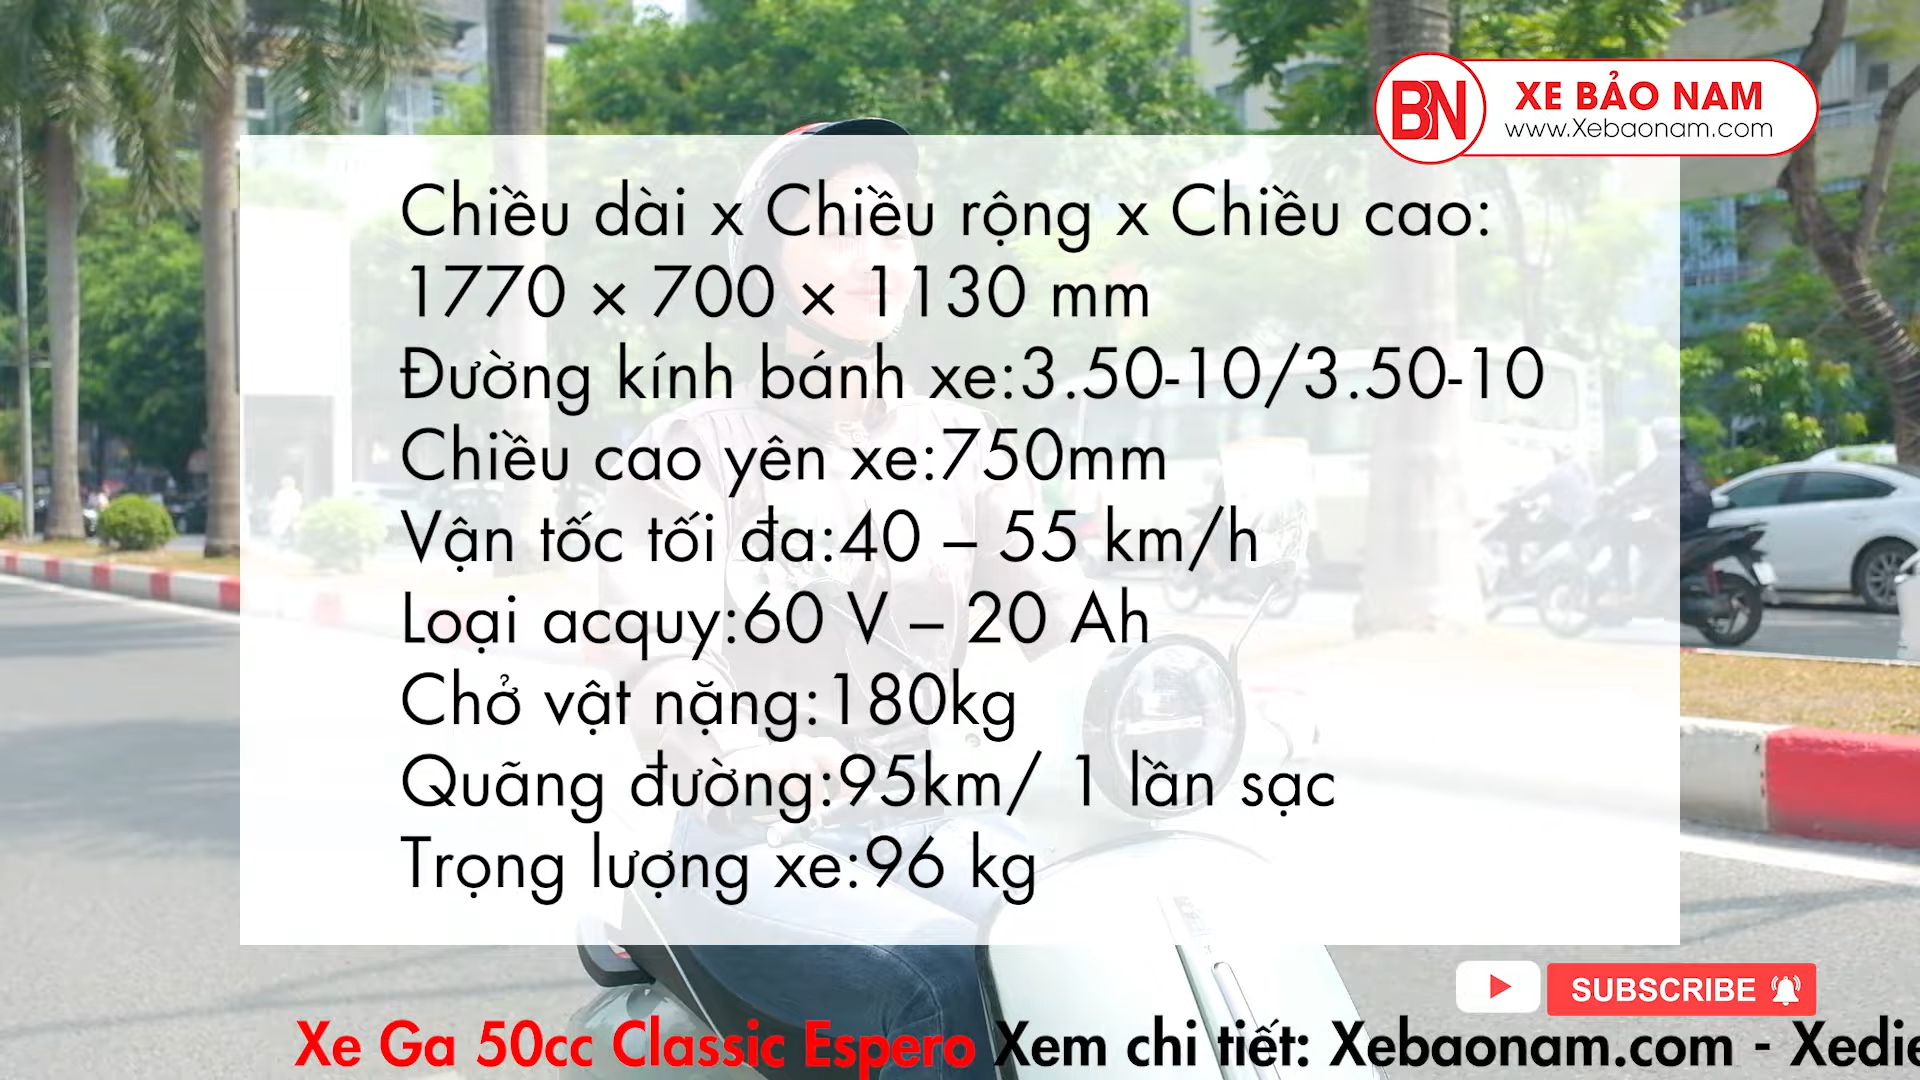 BN
XE BẢO NAM
www.Xebaonam.com
Chiều dài x Chiều rộng x Chiều cao:
1770 × 700 × 1130 mm
Đường kính bánh xe:3.50-10/3.50-10
Chiều cao yên xe:750mm
Vận tốc tối đa:40 – 55 km/h
Loại acquy:60 V – 20 Ah
Chở vật nặng:180kg
Quãng đường:95km/ 1 lần sạc
Trọng lượng xe:96 kg
SUBSCRIBE
Xe Ga 50cc Classic Espero Xem chi tiết: Xebaonam.com - Xedie